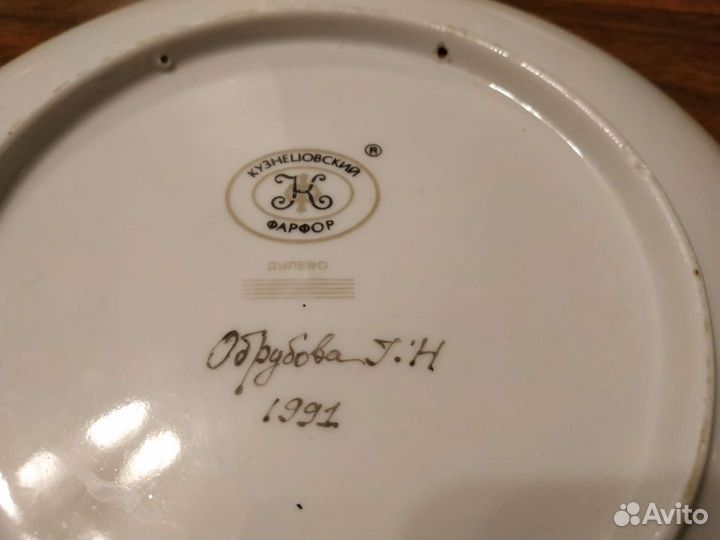 КУЗНЕЦОВСКИЙ ®
К
ФАРФОР
ДУЛЕВО
Обрубова Г.Н
1991
Avito